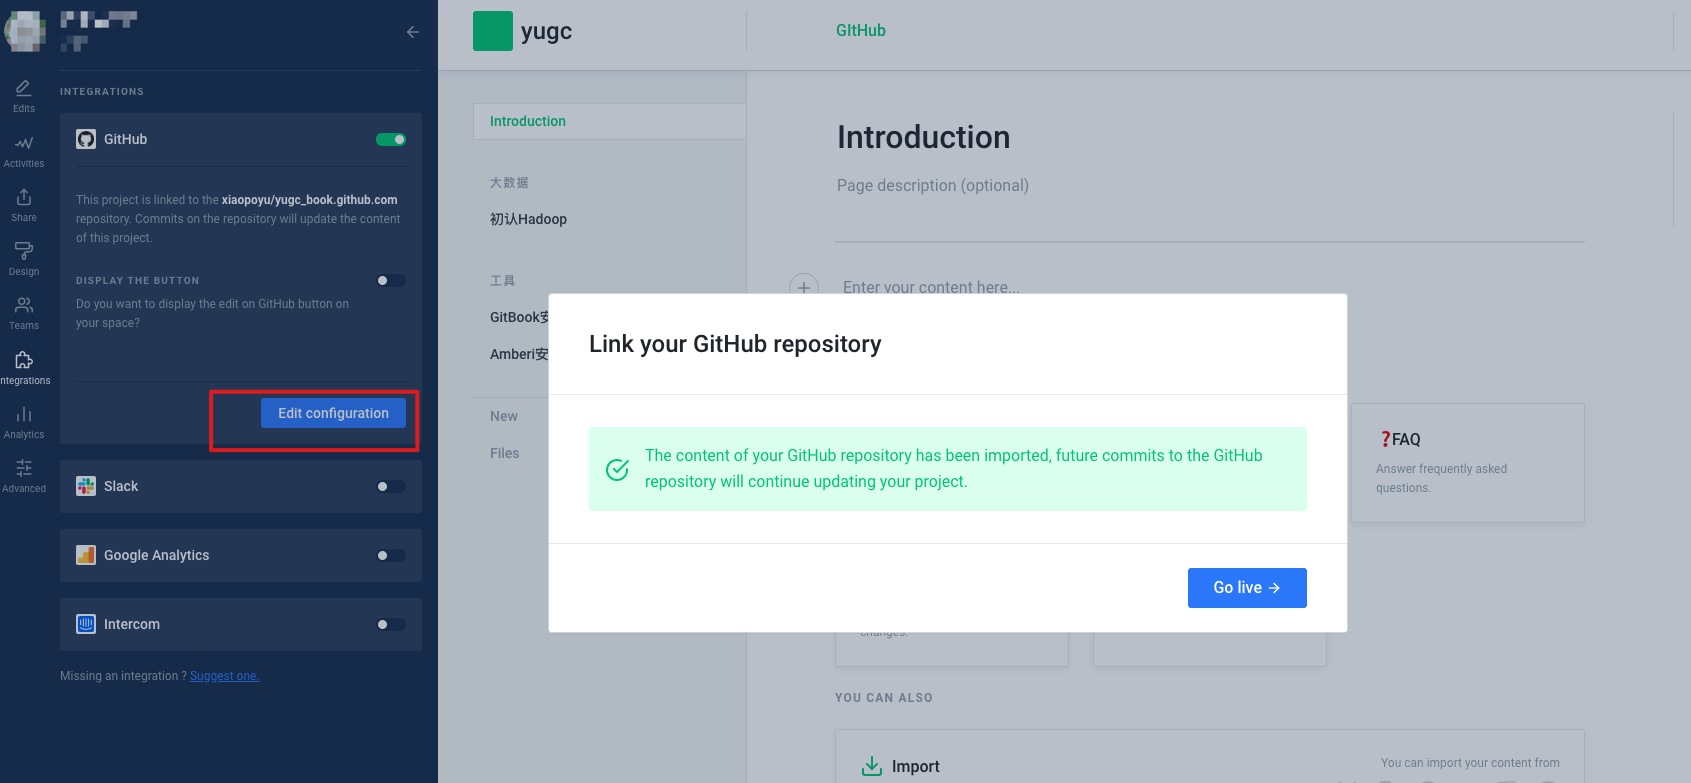 Edits
Activities
Share
Design
Teams
Integrations
Analytics
Advanced
INTEGRATIONS
GitHub
This project is linked to the xiaopoyu/yugc_book.github.com
repository. Commits on the repository will update the content
of this project.
DISPLAY THE BUTTON
Do you want to display the edit on GitHub button on
your space?
Edit configuration
Slack
Google Analytics
Intercom
Missing an integration ? Suggest one.
yugc
GItHub
Introduction
大数据
初认Hadoop
工具
GitBook安
Amberi安
New
Files
Introduction
Page description (optional)
Enter your content here...
Link your GitHub repository
The content of your GitHub repository has been imported, future commits to the GitHub
repository will continue updating your project.
Go live →
❓FAQ
Answer frequently asked
questions.
changes.
YOU CAN ALSO
Import
You can import your content from